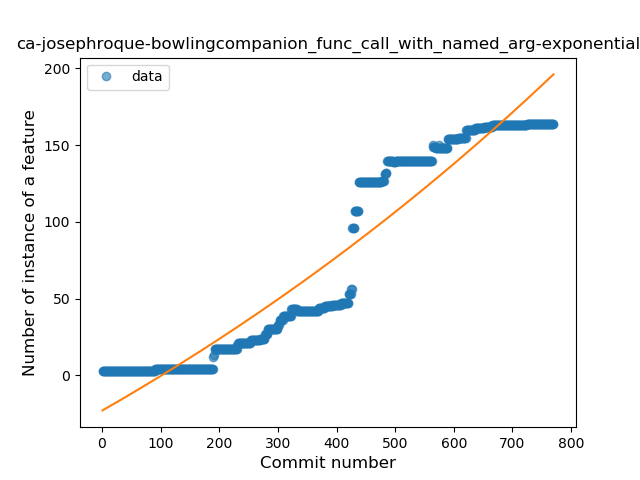 ca-josephroque-bowlingcompanion_func_call_with_named_arg-exponential
data
Number of instance of a feature
200
150
100
50
0
0 100 200 300 400 500 600 700 800
Commit number